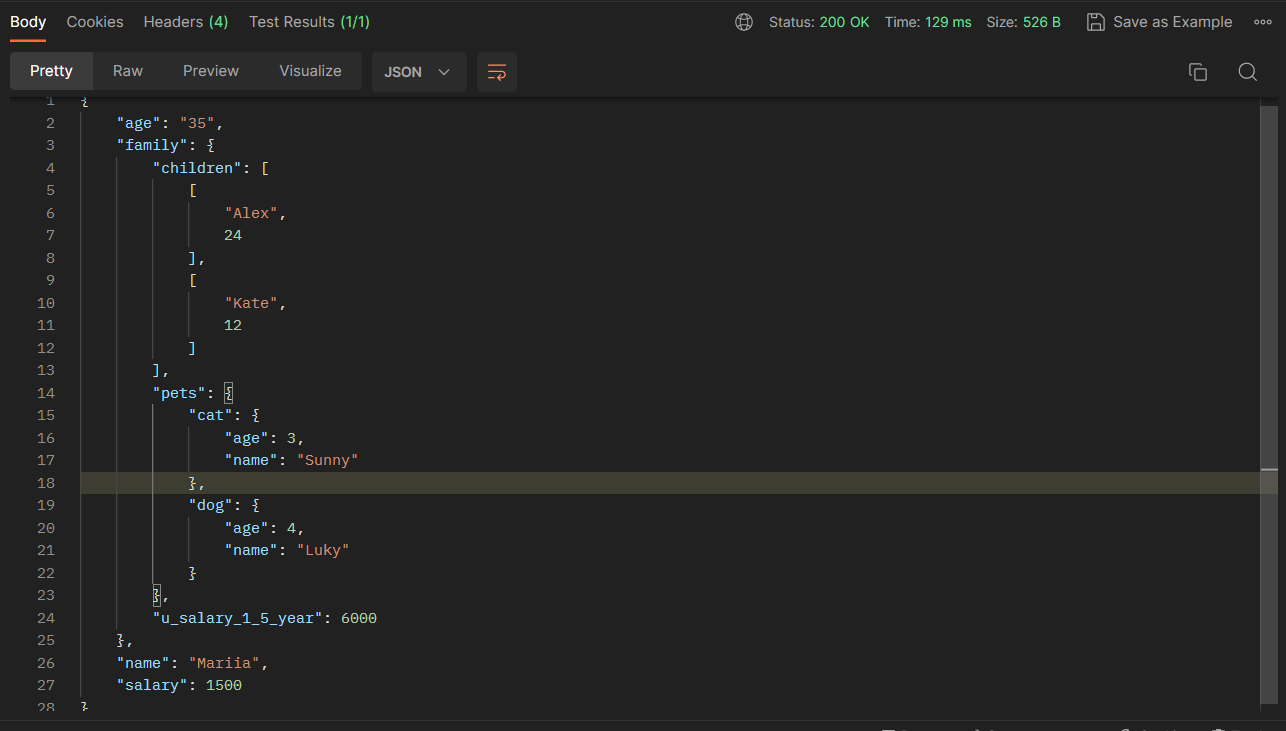 Body Cookies Headers (4) Test Results (1/1) Status: 200 OK Time: 129 ms Size: 526 B Save as Example
Pretty Raw Preview Visualize JSON
1 {
2 "age": "35",
3 "family": {
4 "children": [
5 [
6 "Alex",
7 24
8 ],
9 [
10 "Kate",
11 12
12 ]
13 ],
14 "pets": {
15 "cat": {
16 "age": 3,
17 "name": "Sunny"
18 },
19 "dog": {
20 "age": 4,
21 "name": "Luky"
22 }
23 },
24 "u_salary_1_5_year": 6000
25 },
26 "name": "Mariia",
27 "salary": 1500
28 }